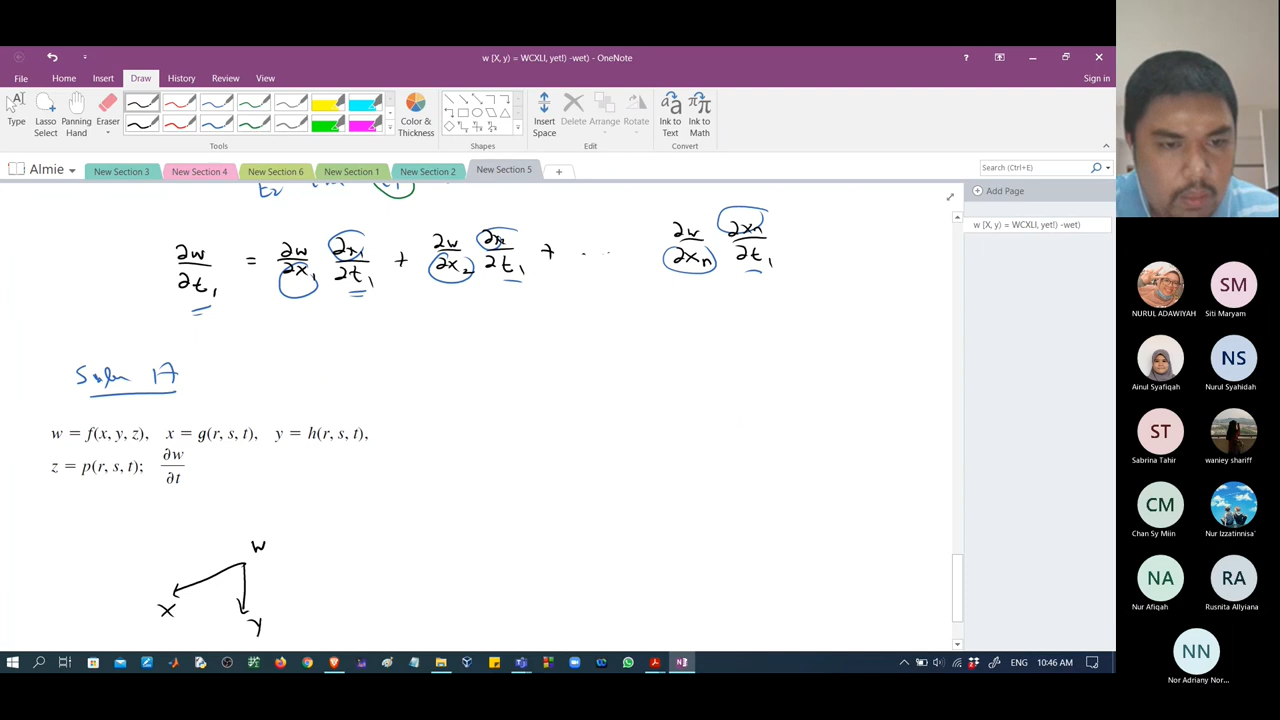 w [X, y) = WCXLI, yet!) -wet) - OneNote
File Home Insert Draw History Review View Sign in
Type Lasso Select Panning Hand Eraser Color & Thickness Insert Space Delete Arrange Rotate Ink to Text Ink to Math
Tools Shapes Edit Convert
Almie New Section 3 New Section 4 New Section 6 New Section 1 New Section 2 New Section 5 Search (Ctrl+E)
Add Page
w [X, y) = WCXLI, yet!) -wet)
∂w/∂t₁ = ∂w/∂x₁ ∂x₁/∂t₁ + ∂w/∂x₂ ∂x₂/∂t₁ + ... ∂w/∂xn ∂xn/∂t₁
17
w = f(x, y, z), x = g(r, s, t), y = h(r, s, t),
z = p(r, s, t); ∂w/∂t
w
x
y
NURUL ADAWIYAH
SM
Siti Maryam
Ainul Syafiqah
NS
Nurul Syahidah
ST
Sabrina Tahir
waniey shariff
CM
Chan Sy Miin
Nur Izzatinnisa'
NA
Nur Afiqah
RA
Rusnita Allyiana
NN
Nor Adriany Nor...
ENG 10:46 AM